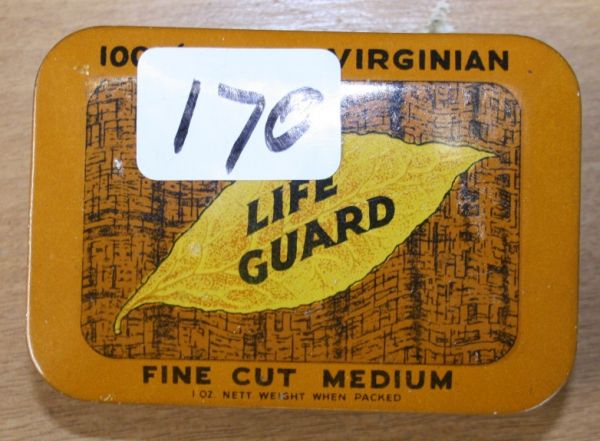 100% VIRGINIAN
170
LIFE
GUARD
FINE CUT MEDIUM
1 OZ. NETT WEIGHT WHEN PACKED